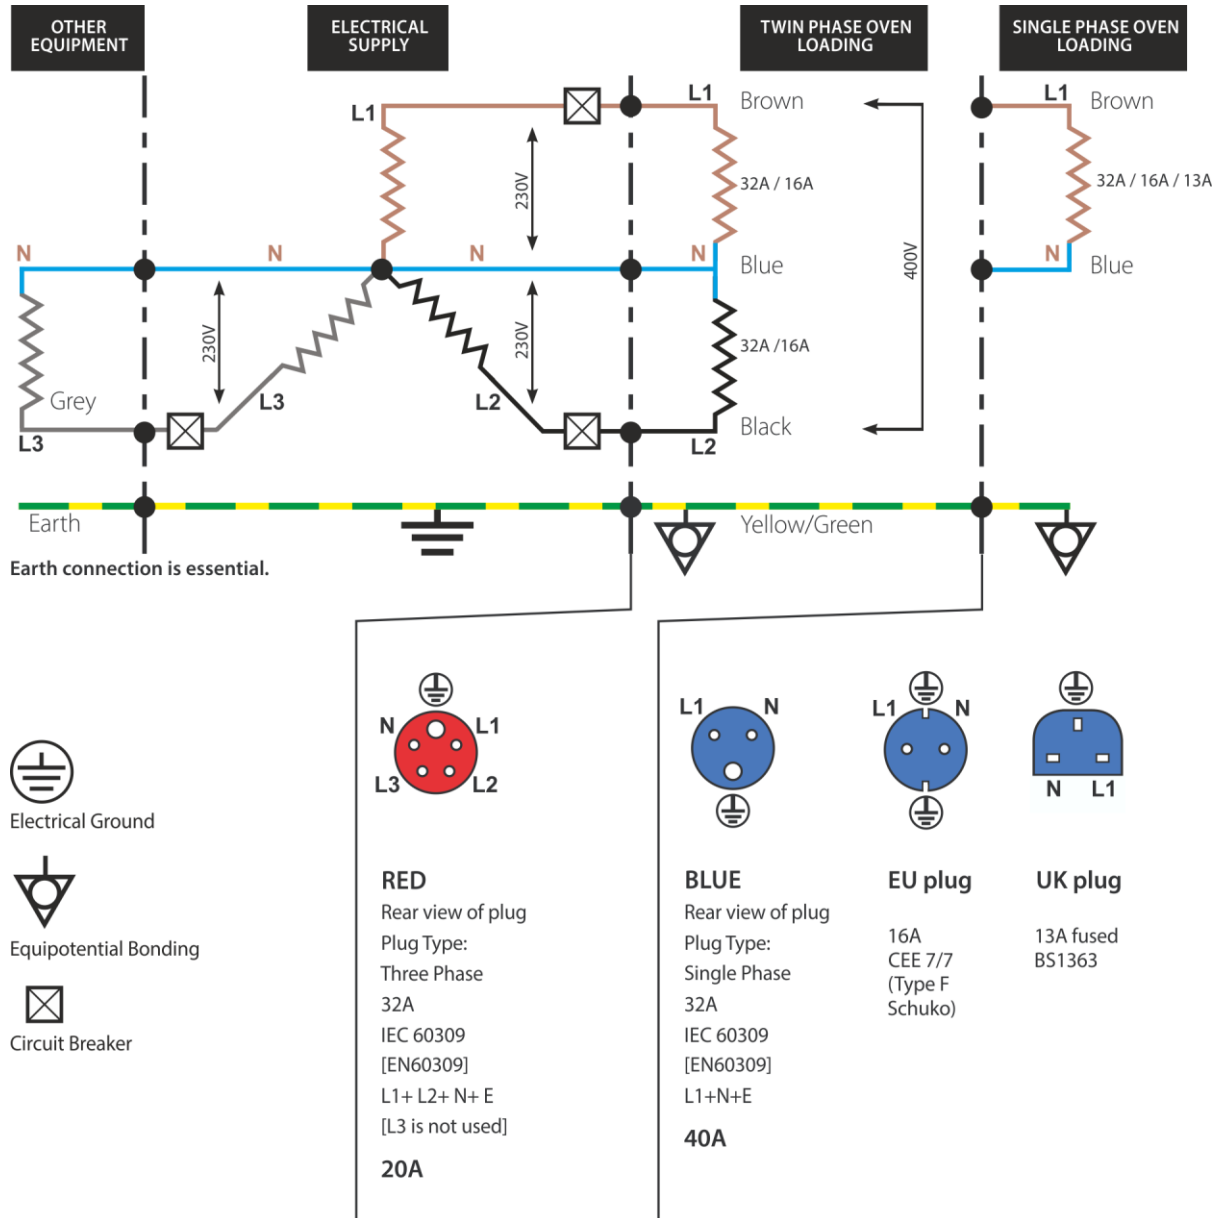 OTHER
EQUIPMENT
ELECTRICAL
SUPPLY
TWIN PHASE OVEN
LOADING
SINGLE PHASE OVEN
LOADING
L1
L1
Brown
L1
Brown
230V
32A / 16A
32A / 16A / 13A
N
N
N
N
Blue
400V
N
Blue
230V
230V
32A /16A
Grey
L3
L3
L2
L2
Black
Earth
Yellow/Green
Earth connection is essential.
N
L1
L3
L2
L1
N
L1
N
N
L1
Electrical Ground
Equipotential Bonding
Circuit Breaker
RED
Rear view of plug
Plug Type:
Three Phase
32A
IEC 60309
[EN60309]
L1+ L2+ N+ E
[L3 is not used]
20A
BLUE
Rear view of plug
Plug Type:
Single Phase
32A
IEC 60309
[EN60309]
L1+N+E
40A
EU plug
16A
CEE 7/7
(Type F
Schuko)
UK plug
13A fused
BS1363